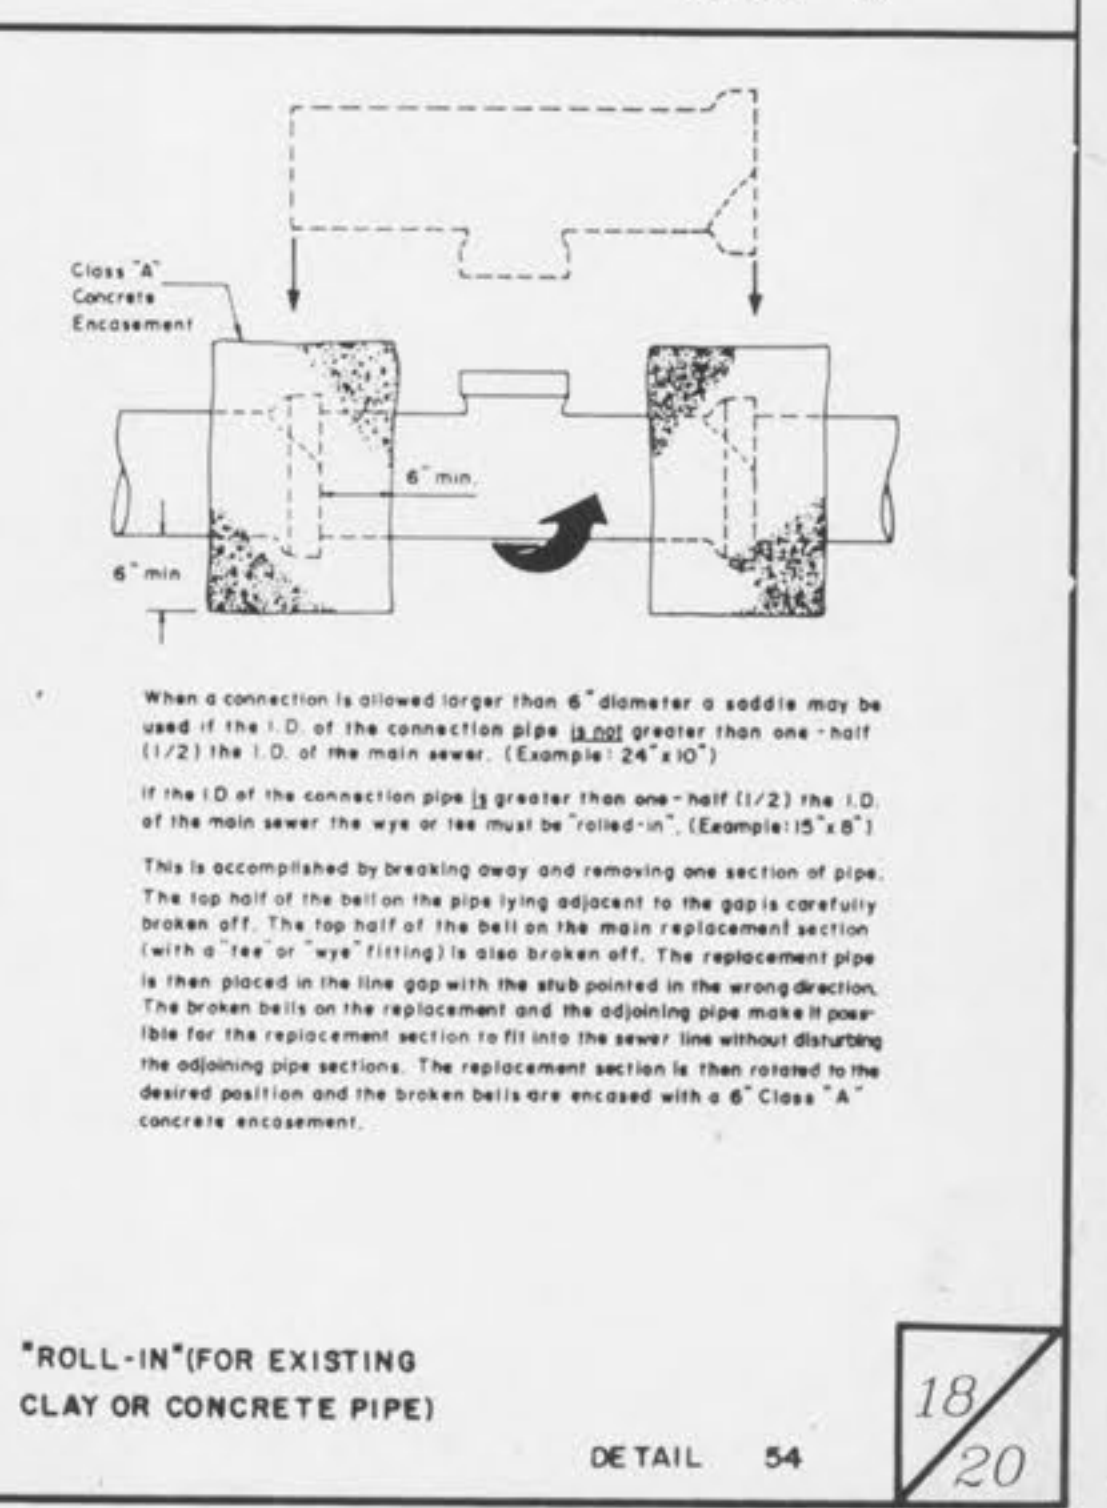 Class "A"
Concrete
Encasement
6" min.
6" min
When a connection is allowed larger than 6" diameter a saddle may be
used if the I.D. of the connection pipe is not greater than one-half
(1/2) the I.D. of the main sewer. (Example: 24"x10")
If the I.D of the connection pipe is greater than one-half (1/2) the I.D.
of the main sewer the wye or tee must be "rolled-in". (Example: 15"x 8")
This is accomplished by breaking away and removing one section of pipe.
The top half of the bell on the pipe lying adjacent to the gap is carefully
broken off. The top half of the bell on the main replacement section
(with a "tee" or "wye" fitting) is also broken off. The replacement pipe
is then placed in the line gap with the stub pointed in the wrong direction.
The broken bells on the replacement and the adjoining pipe make it poss-
ible for the replacement section to fit into the sewer line without disturbing
the adjoining pipe sections. The replacement section is then rotated to the
desired position and the broken bells are encased with a 6" Class "A"
concrete encasement.
"ROLL-IN"(FOR EXISTING
CLAY OR CONCRETE PIPE)
DETAIL 54
18
20